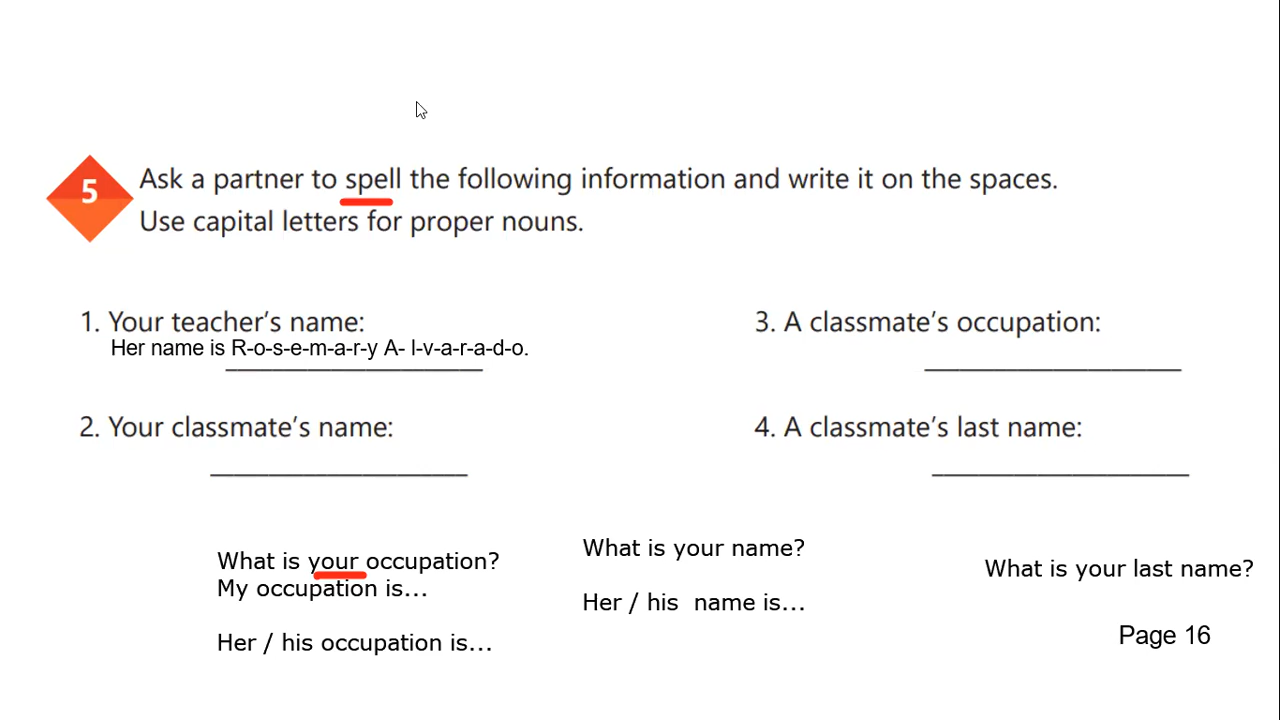 5
Ask a partner to spell the following information and write it on the spaces.
Use capital letters for proper nouns.
1. Your teacher's name:
Her name is R-o-s-e-m-a-r-y A- l-v-a-r-a-d-o.
2. Your classmate's name:
3. A classmate's occupation:
4. A classmate's last name:
What is your occupation?
My occupation is...
Her / his occupation is...
What is your name?
Her / his  name is...
What is your last name?
Page 16